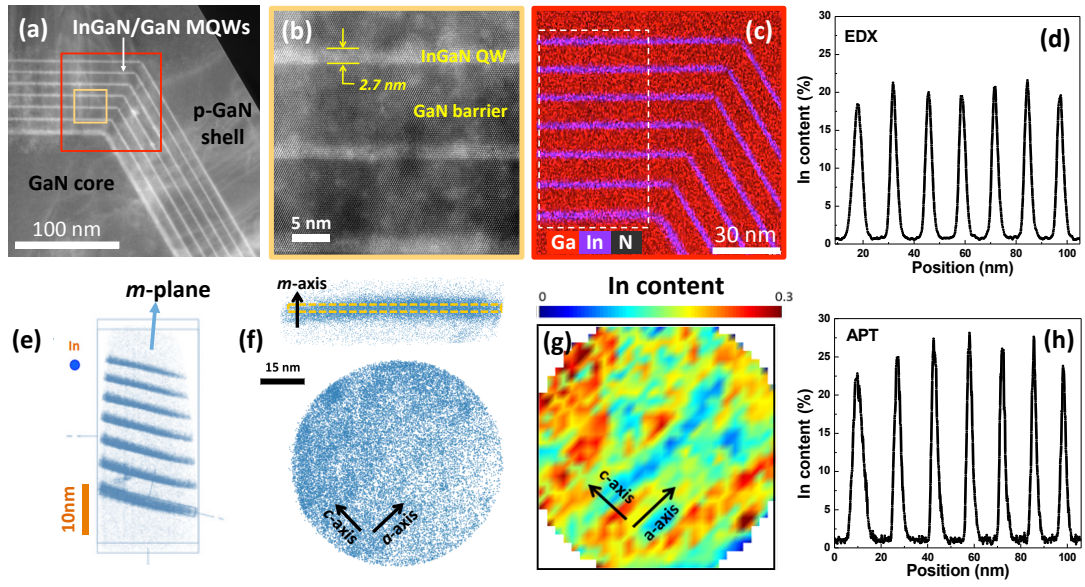 (a)
InGaN/GaN MQWs
p-GaN
shell
GaN core
100 nm
(b)
InGaN QW
2.7 nm
GaN barrier
5 nm
(c)
Ga In N
30 nm
EDX
(d)
In content (%)
30
25
20
15
10
5
0
0 20 40 60 80 100
Position (nm)
m-plane
(e)
In
10nm
m-axis
(f)
15 nm
c-axis
a-axis
In content
0 0.3
(g)
c-axis
a-axis
APT
(h)
In content (%)
30
25
20
15
10
5
0
0 20 40 60 80 100
Position (nm)